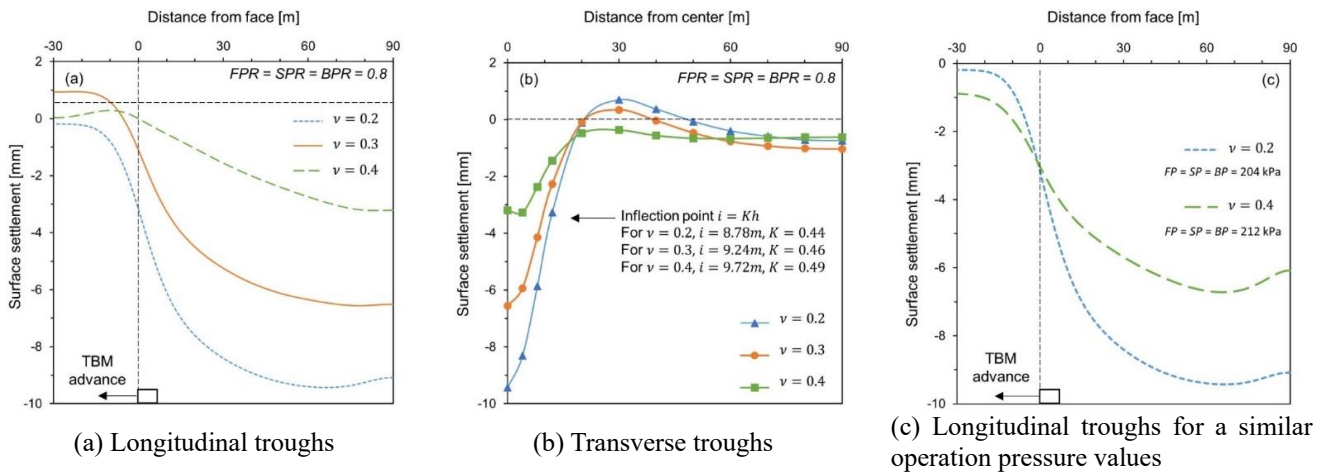 Distance from face [m]
-30 0 30 60 90
2
0
-2
-4
-6
-8
-10
Surface settlement [mm]
(a)
FPR = SPR = BPR = 0.8
ν = 0.2
ν = 0.3
ν = 0.4
TBM
advance
(a) Longitudinal troughs
Distance from center [m]
0 30 60 90
2
0
-2
-4
-6
-8
-10
Surface settlement [mm]
(b)
FPR = SPR = BPR = 0.8
Inflection point i = Kh
For ν = 0.2, i = 8.78m, K = 0.44
For ν = 0.3, i = 9.24m, K = 0.46
For ν = 0.4, i = 9.72m, K = 0.49
ν = 0.2
ν = 0.3
ν = 0.4
(b) Transverse troughs
Distance from face [m]
-30 0 30 60 90
0
-2
-4
-6
-8
-10
Surface settlement [mm]
(c)
ν = 0.2
FP = SP = BP = 204 kPa
ν = 0.4
FP = SP = BP = 212 kPa
TBM
advance
(c) Longitudinal troughs for a similar
operation pressure values